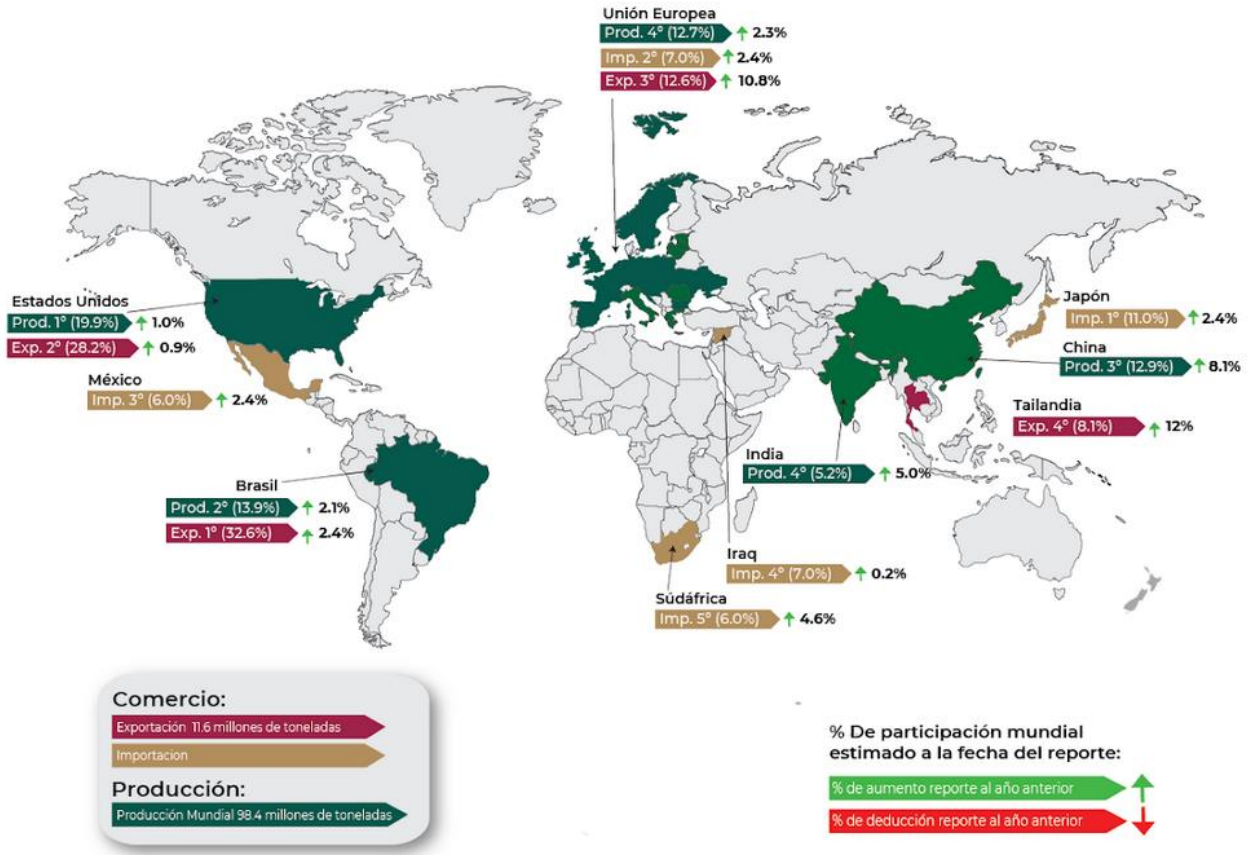 Unión Europea
Prod. 4° (12.7%) 2.3%
Imp. 2° (7.0%) 2.4%
Exp. 3° (12.6%) 10.8%
Estados Unidos
Prod. 1° (19.9%) 1.0%
Exp. 2° (28.2%) 0.9%
México
Imp. 3° (6.0%) 2.4%
Brasil
Prod. 2° (13.9%) 2.1%
Exp. 1° (32.6%) 2.4%
Japón
Imp. 1° (11.0%) 2.4%
China
Prod. 3° (12.9%) 8.1%
Tailandia
Exp. 4° (8.1%) 12%
India
Prod. 4° (5.2%) 5.0%
Iraq
Imp. 4° (7.0%) 0.2%
Súdáfrica
Imp. 5° (6.0%) 4.6%
Comercio:
Exportación 11.6 millones de toneladas
Importacion
Producción:
Producción Mundial 98.4 millones de toneladas
% De participación mundial
estimado a la fecha del reporte:
% de aumento reporte al año anterior
% de deducción reporte al año anterior